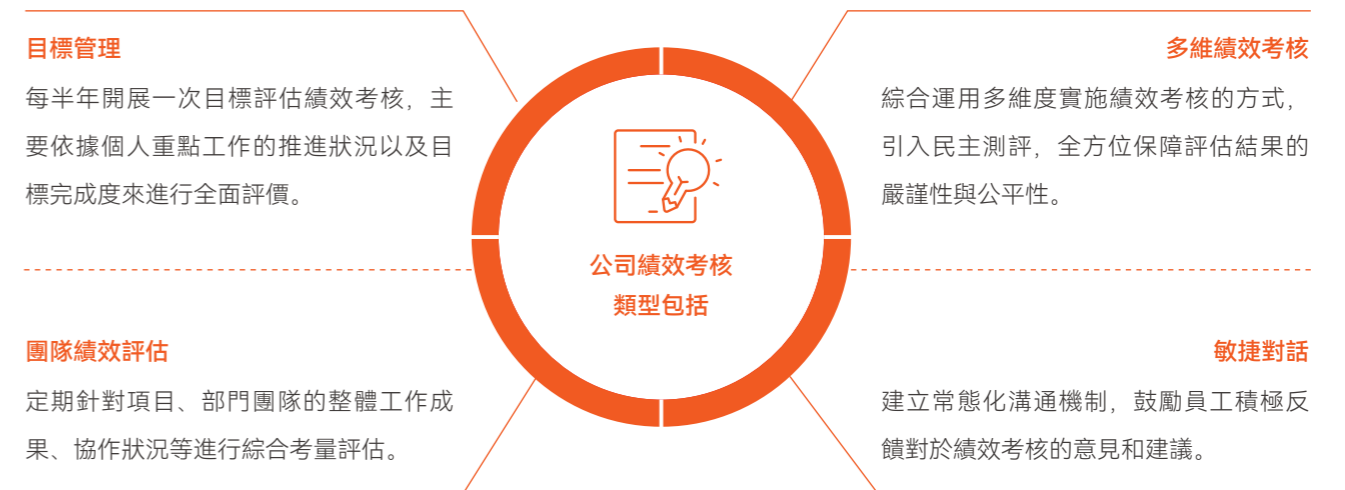 目標管理
每半年開展一次目標評估績效考核，主
要依據個人重點工作的推進狀況以及目
標完成度來進行全面評價。
多維績效考核
綜合運用多維度實施績效考核的方式，
引入民主測評，全方位保障評估結果的
嚴謹性與公平性。
公司績效考核
類型包括
團隊績效評估
定期針對項目、部門團隊的整體工作成
果、協作狀況等進行綜合考量評估。
敏捷對話
建立常態化溝通機制，鼓勵員工積極反
饋對於績效考核的意見和建議。